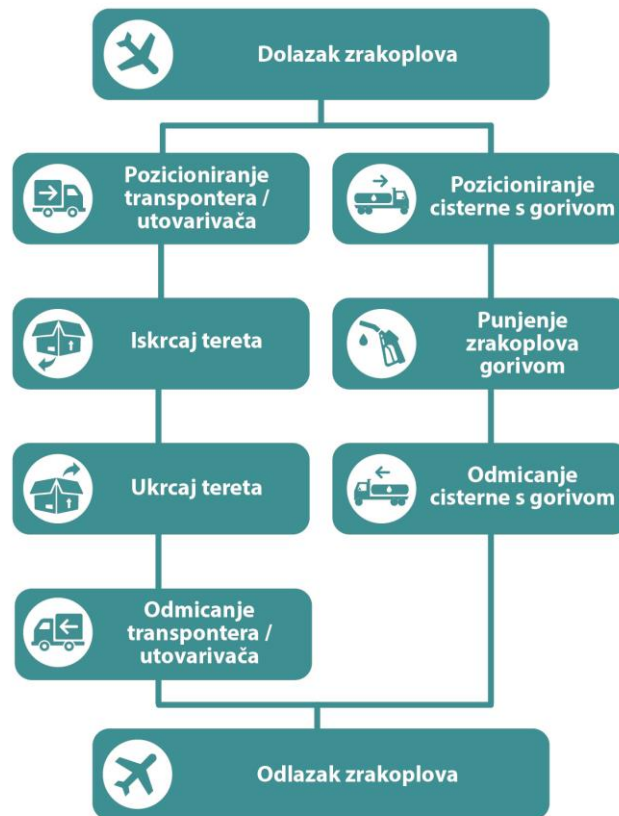 Dolazak zrakoplova
Pozicioniranje
transpontera /
utovarivača
Iskrcaj tereta
Ukrcaj tereta
Odmicanje
transpontera /
utovarivača
Pozicioniranje
cisterne s gorivom
Punjenje
zrakoplova
gorivom
Odmicanje
cisterne s gorivom
Odlazak zrakoplova